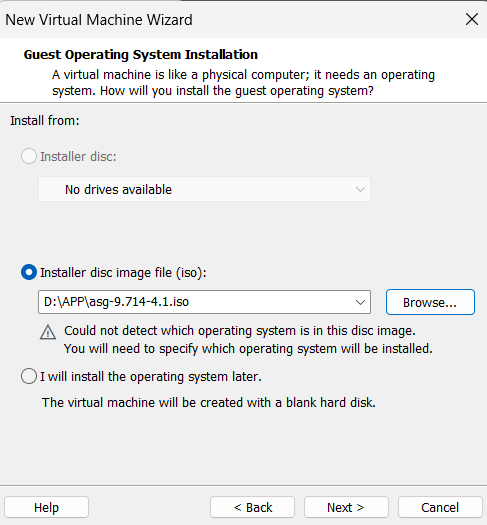 New Virtual Machine Wizard
Guest Operating System Installation
A virtual machine is like a physical computer; it needs an operating
system. How will you install the guest operating system?
Install from:
Installer disc:
No drives available
Installer disc image file (iso):
D:\APP\asg-9.714-4.1.iso
Browse...
Could not detect which operating system is in this disc image.
You will need to specify which operating system will be installed.
I will install the operating system later.
The virtual machine will be created with a blank hard disk.
Help
< Back
Next >
Cancel